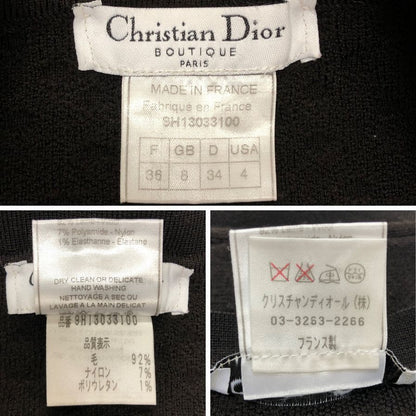 Christian Dior
BOUTIQUE
PARIS
MADE IN FRANCE
Fabriqué en France
9H13033100
F GB D USA
36 8 34 4
7% Polyamide - Nylon
1% Elasthanne - Elastane
DRY CLEAN OR DELICATE
HAND WASHING
NETTOYAGE A SEC OU
LAVAGE A LA MAIN DELICAT
品番 9H13033100
品質表示
毛 92%
ナイロン 7%
ポリウレタン 1%
クリスチャンディオール(株)
03-3263-2266
フランス製